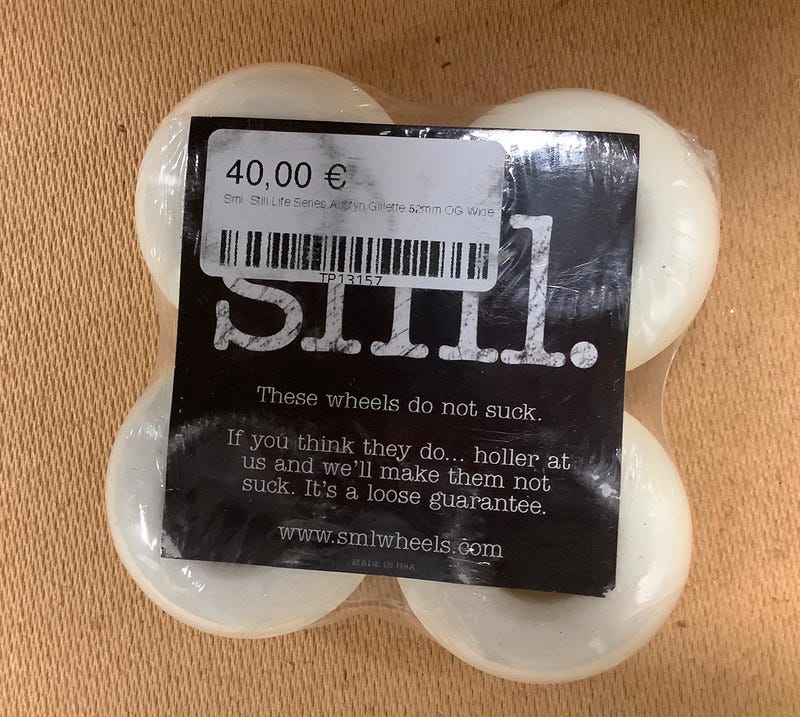 40,00 €
Sml. Still Life Series Austyn Gillette 52mm OG Wide
TP13157
sml.
These wheels do not suck.
If you think they do... holler at
us and we'll make them not
suck. It's a loose guarantee.
www.smlwheels.com
MADE IN USA